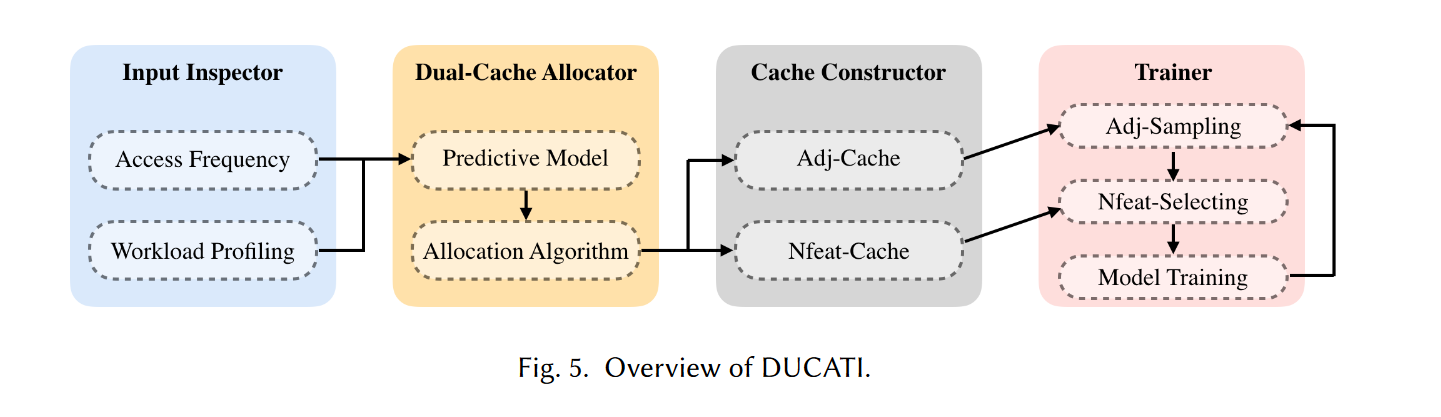 Input Inspector
Access Frequency
Workload Profiling
Dual-Cache Allocator
Predictive Model
Allocation Algorithm
Cache Constructor
Adj-Cache
Nfeat-Cache
Trainer
Adj-Sampling
Nfeat-Selecting
Model Training
Fig. 5. Overview of DUCATI.